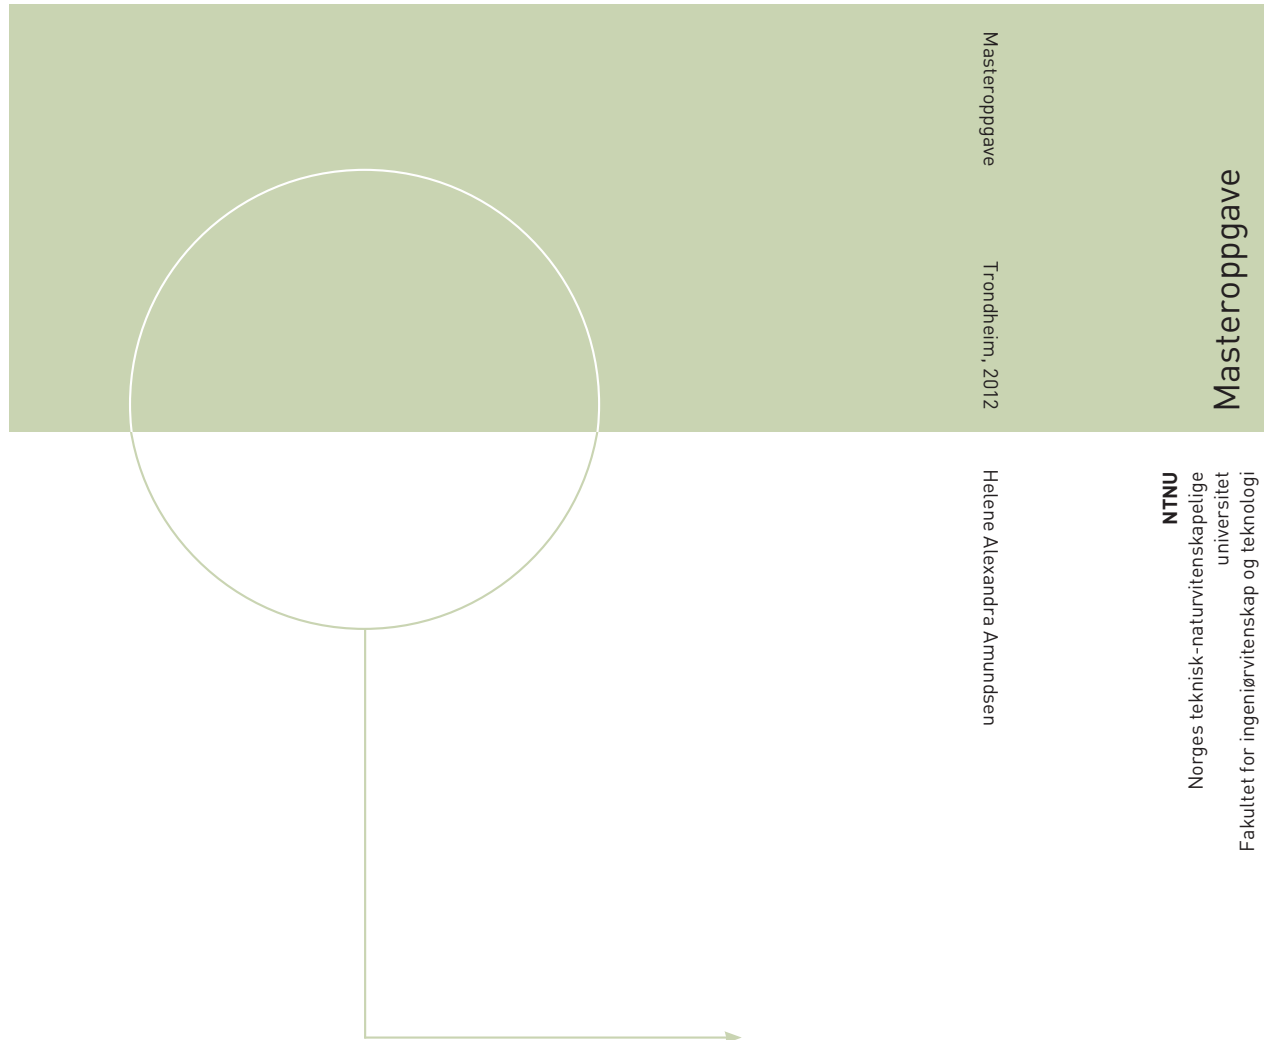 Masteroppgave
Trondheim, 2012
Helene Alexandra Amundsen
Masteroppgave
NTNU
Norges teknisk-naturvitenskapelige
universitet
Fakultet for ingeniørvitenskap og teknologi